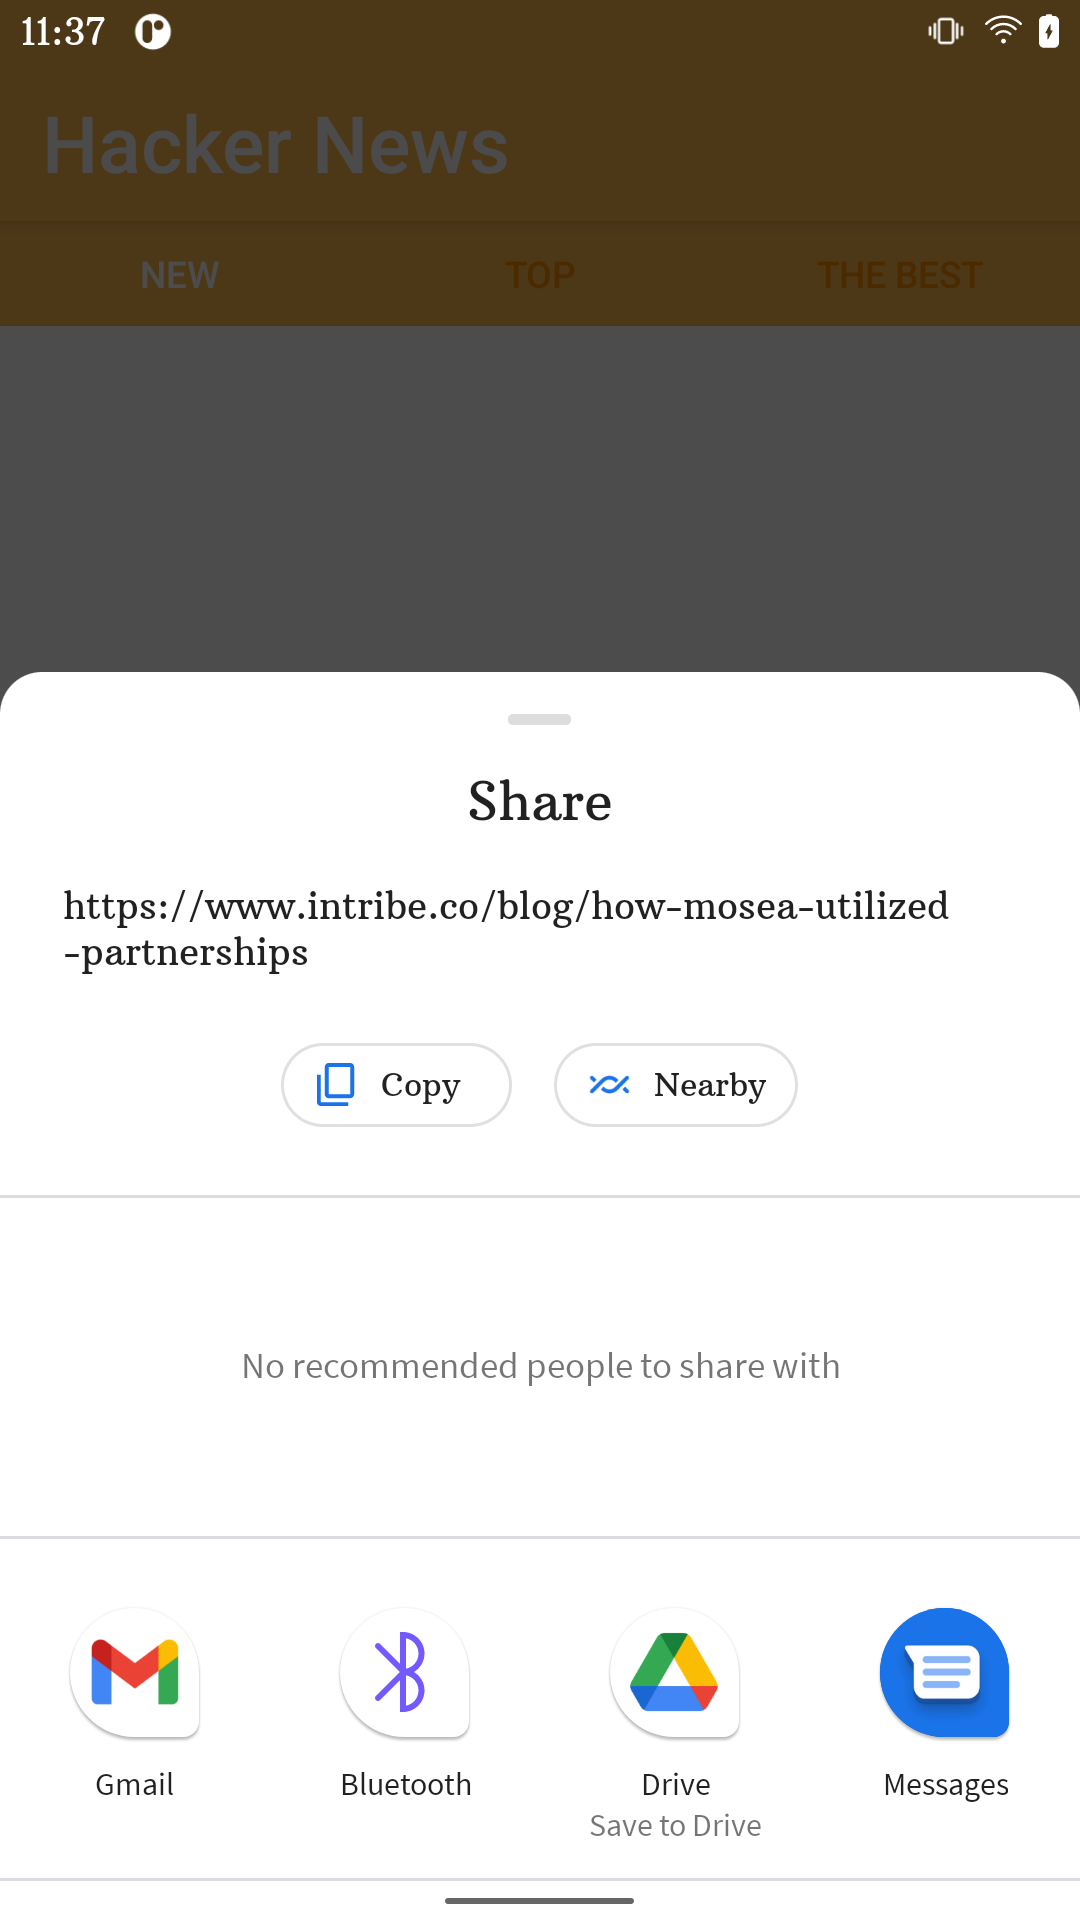 11:37
Hacker News
NEW TOP THE BEST
Share
https://www.intribe.co/blog/how-mosea-utilized
-partnerships
Copy Nearby
No recommended people to share with
Gmail Bluetooth Drive Messages
Save to Drive